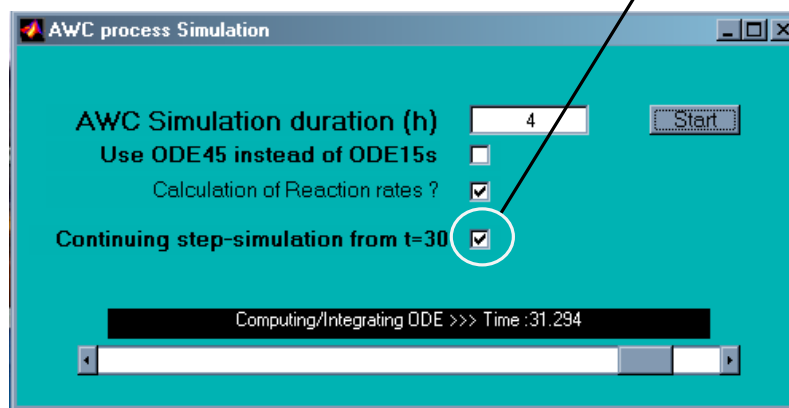 AWC process Simulation
AWC Simulation duration (h) 4 Start
Use ODE45 instead of ODE15s
Calculation of Reaction rates ?
Continuing step-simulation from t=30
Computing/Integrating ODE >>> Time :31.294